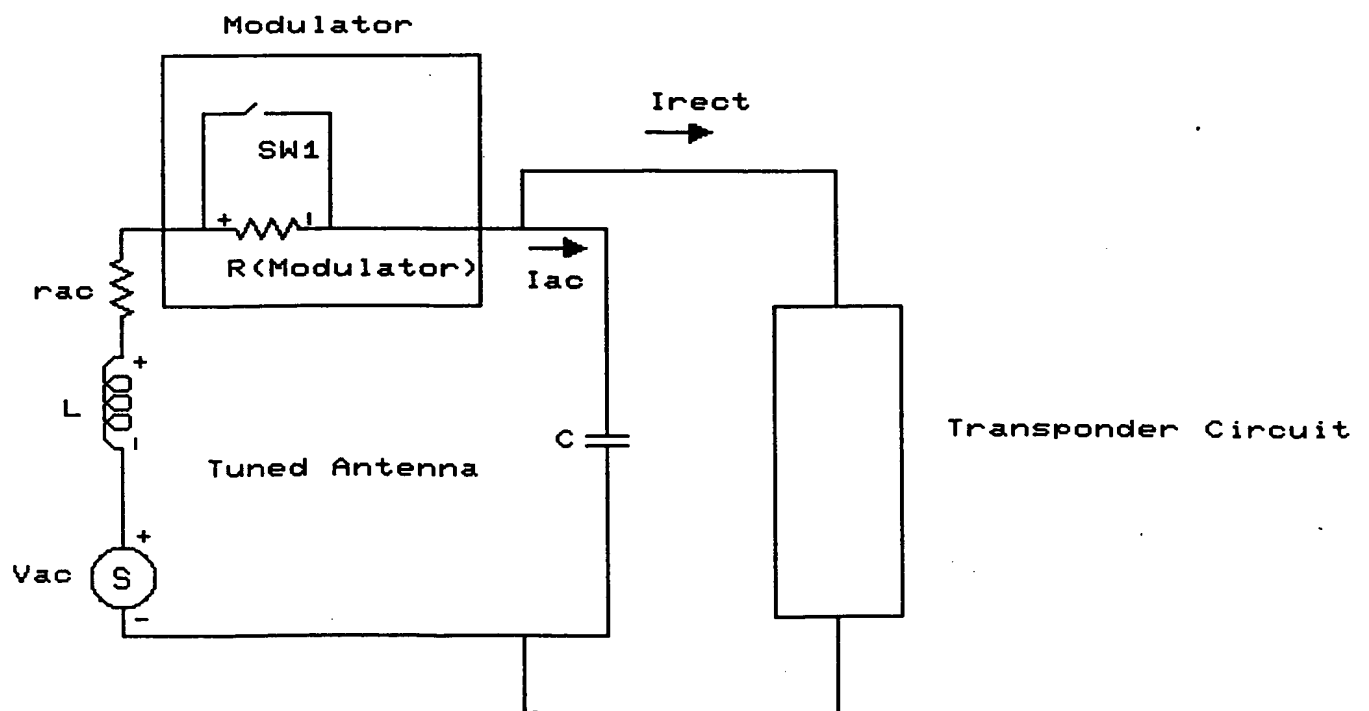 Modulator
Irect
SW1
+
R(Modulator)
Iac
rac
+
L
C
Transponder Circuit
Tuned Antenna
+
Vac
S
-